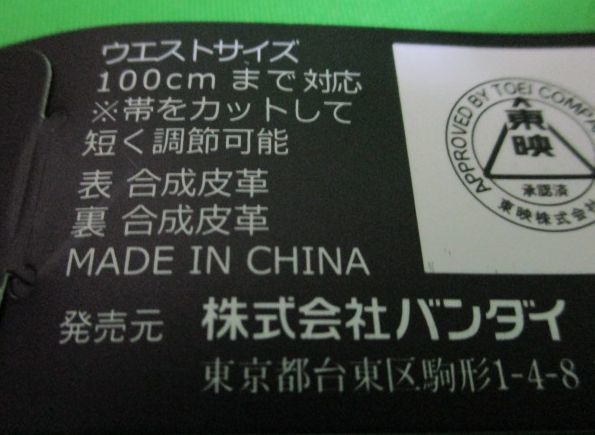 ウエストサイズ
100cm まで対応
※帯をカットして
短く調節可能
表 合成皮革
裏 合成皮革
MADE IN CHINA
APPROVED BY TOEI
東映
承認済
東映株式会社
発売元 株式会社バンダイ
東京都台東区駒形1-4-8